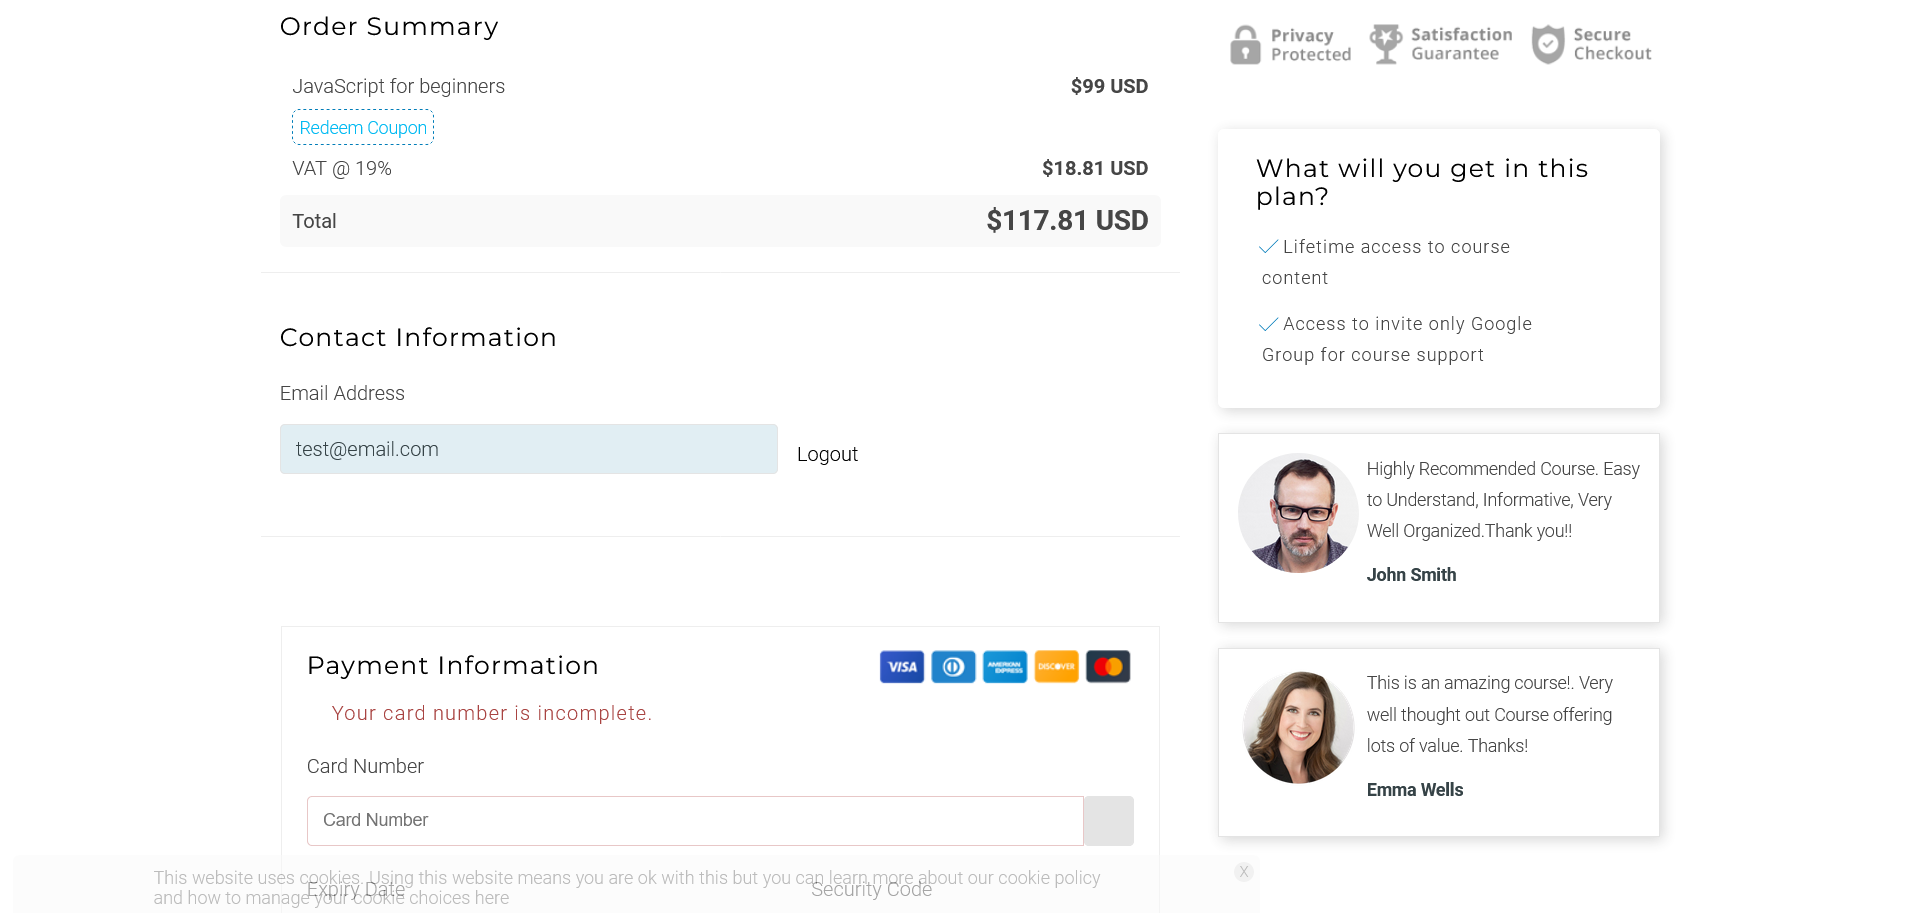 Order Summary
JavaScript for beginners
$99 USD
Redeem Coupon
VAT @ 19%
$18.81 USD
Total
$117.81 USD
Contact Information
Email Address
test@email.com
Logout
Payment Information
VISA
AMERICAN
EXPRESS
DISCOVER
Your card number is incomplete.
Card Number
Card Number
Expiry Date
Security Code
This website uses cookies. Using this website means you are ok with this but you can learn more about our cookie policy
and how to manage your cookie choices here
X
Privacy
Protected
Satisfaction
Guarantee
Secure
Checkout
What will you get in this
plan?
Lifetime access to course
content
Access to invite only Google
Group for course support
Highly Recommended Course. Easy
to Understand, Informative, Very
Well Organized.Thank you!!
John Smith
This is an amazing course!. Very
well thought out Course offering
lots of value. Thanks!
Emma Wells